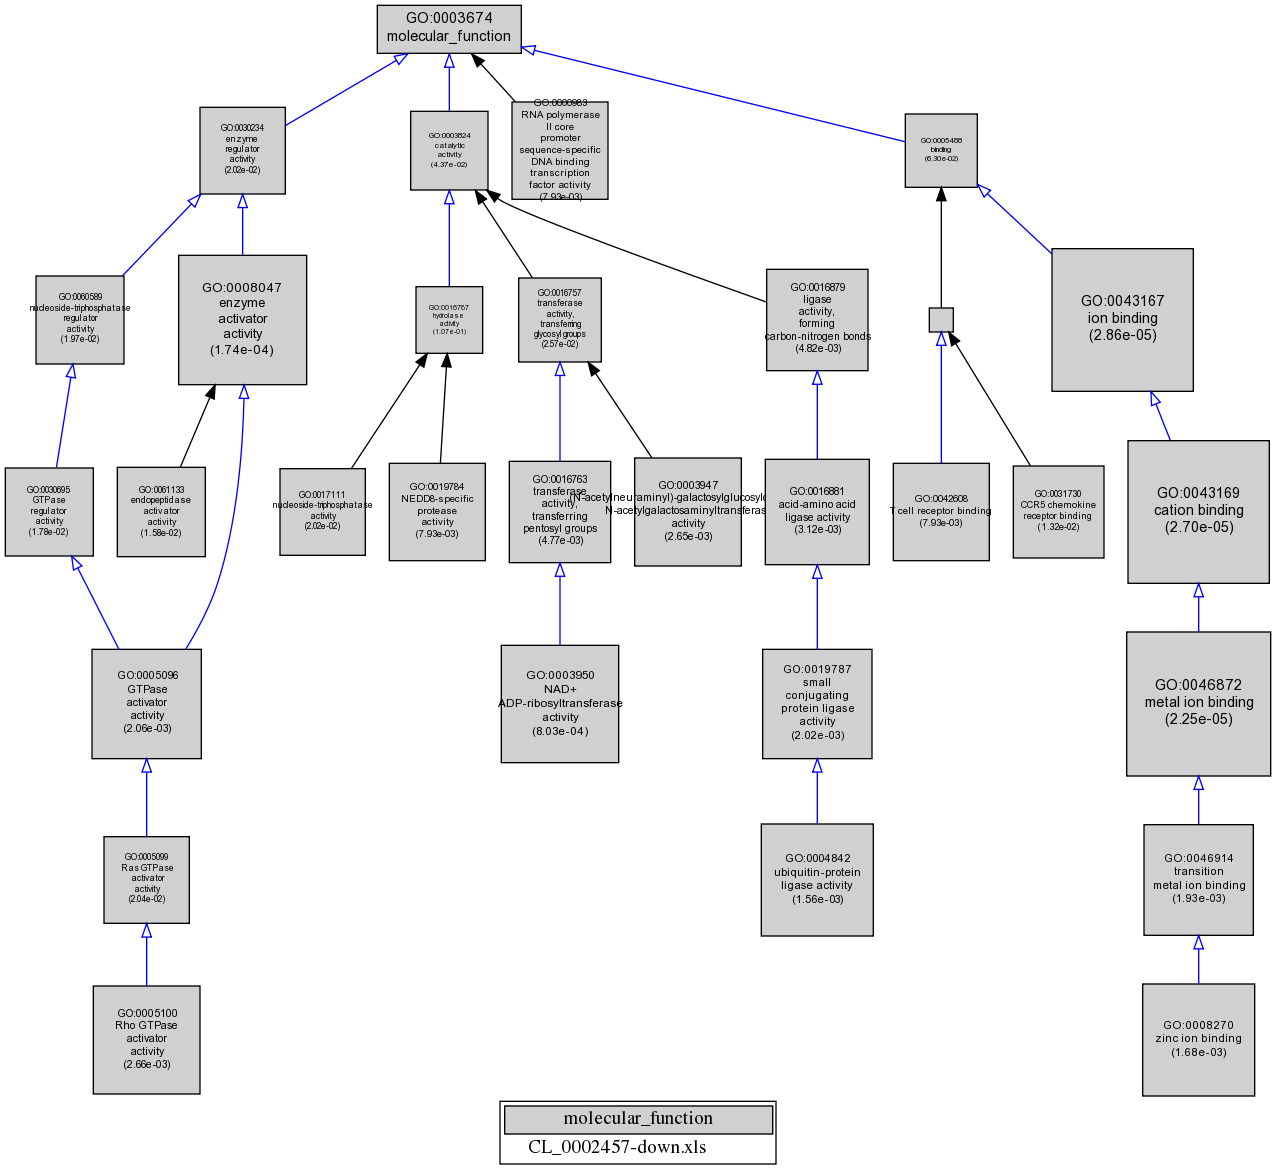 GO:0003674
molecular_function
GO:0030234
enzyme
regulator
activity
(2.02e-02)
GO:0003824
catalytic
activity
(4.37e-02)
GO:0000983
RNA polymerase
II core
promoter
sequence-specific
DNA binding
transcription
factor activity
(7.93e-03)
GO:0005488
binding
(6.30e-02)
GO:0060589
nucleoside-triphosphatase
regulator
activity
(1.97e-02)
GO:0008047
enzyme
activator
activity
(1.74e-04)
GO:0016787
hydrolase
activity
(1.07e-01)
GO:0016757
transferase
activity,
transferring
glycosyl groups
(2.57e-02)
GO:0016879
ligase
activity,
forming
carbon-nitrogen bonds
(4.82e-03)
GO:0043167
ion binding
(2.86e-05)
GO:0030695
GTPase
regulator
activity
(1.78e-02)
GO:0061133
endopeptidase
activator
activity
(1.58e-02)
GO:0017111
nucleoside-triphosphatase
activity
(2.02e-02)
GO:0019784
NEDD8-specific
protease
activity
(7.93e-03)
GO:0016763
transferase
activity,
transferring
pentosyl groups
(4.77e-03)
GO:0003947
(N-acetylneuraminyl)-galactosylglucosylc
N-acetylgalactosaminyltransferas
activity
(2.65e-03)
GO:0016881
acid-amino acid
ligase activity
(3.12e-03)
GO:0042608
T cell receptor binding
(7.93e-03)
GO:0031730
CCR5 chemokine
receptor binding
(1.32e-02)
GO:0043169
cation binding
(2.70e-05)
GO:0005096
GTPase
activator
activity
(2.06e-03)
GO:0003950
NAD+
ADP-ribosyltransferase
activity
(8.03e-04)
GO:0019787
small
conjugating
protein ligase
activity
(2.02e-03)
GO:0046872
metal ion binding
(2.25e-05)
GO:0005099
Ras GTPase
activator
activity
(2.04e-02)
GO:0004842
ubiquitin-protein
ligase activity
(1.56e-03)
GO:0046914
transition
metal ion binding
(1.93e-03)
GO:0005100
Rho GTPase
activator
activity
(2.66e-03)
GO:0008270
zinc ion binding
(1.68e-03)
molecular_function
CL_0002457-down.xls